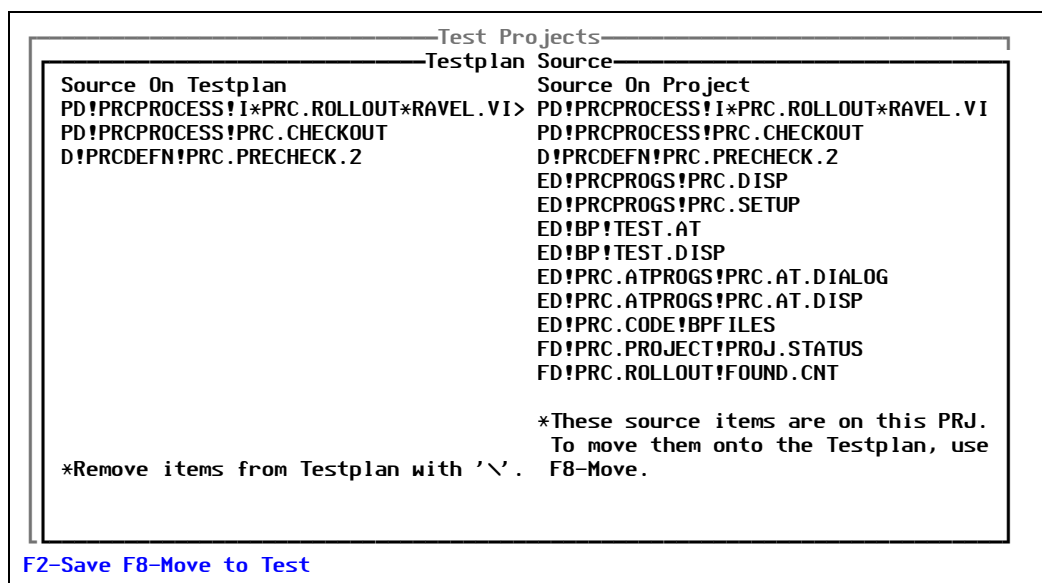 Test Projects
Testplan Source
Source On Testplan Source On Project
PD!PRCPROCESS!I*PRC.ROLLOUT*RAVEL.VI> PD!PRCPROCESS!I*PRC.ROLLOUT*RAVEL.VI
PD!PRCPROCESS!PRC.CHECKOUT PD!PRCPROCESS!PRC.CHECKOUT
D!PRCDEFN!PRC.PRECHECK.2 D!PRCDEFN!PRC.PRECHECK.2
ED!PRCPROGS!PRC.DISP
ED!PRCPROGS!PRC.SETUP
ED!BP!TEST.AT
ED!BP!TEST.DISP
ED!PRC.ATPROGS!PRC.AT.DIALOG
ED!PRC.ATPROGS!PRC.AT.DISP
ED!PRC.CODE!BPFILES
FD!PRC.PROJECT!PROJ.STATUS
FD!PRC.ROLLOUT!FOUND.CNT
*These source items are on this PRJ.
To move them onto the Testplan, use
*Remove items from Testplan with '\'. F8-Move.
F2-Save F8-Move to Test